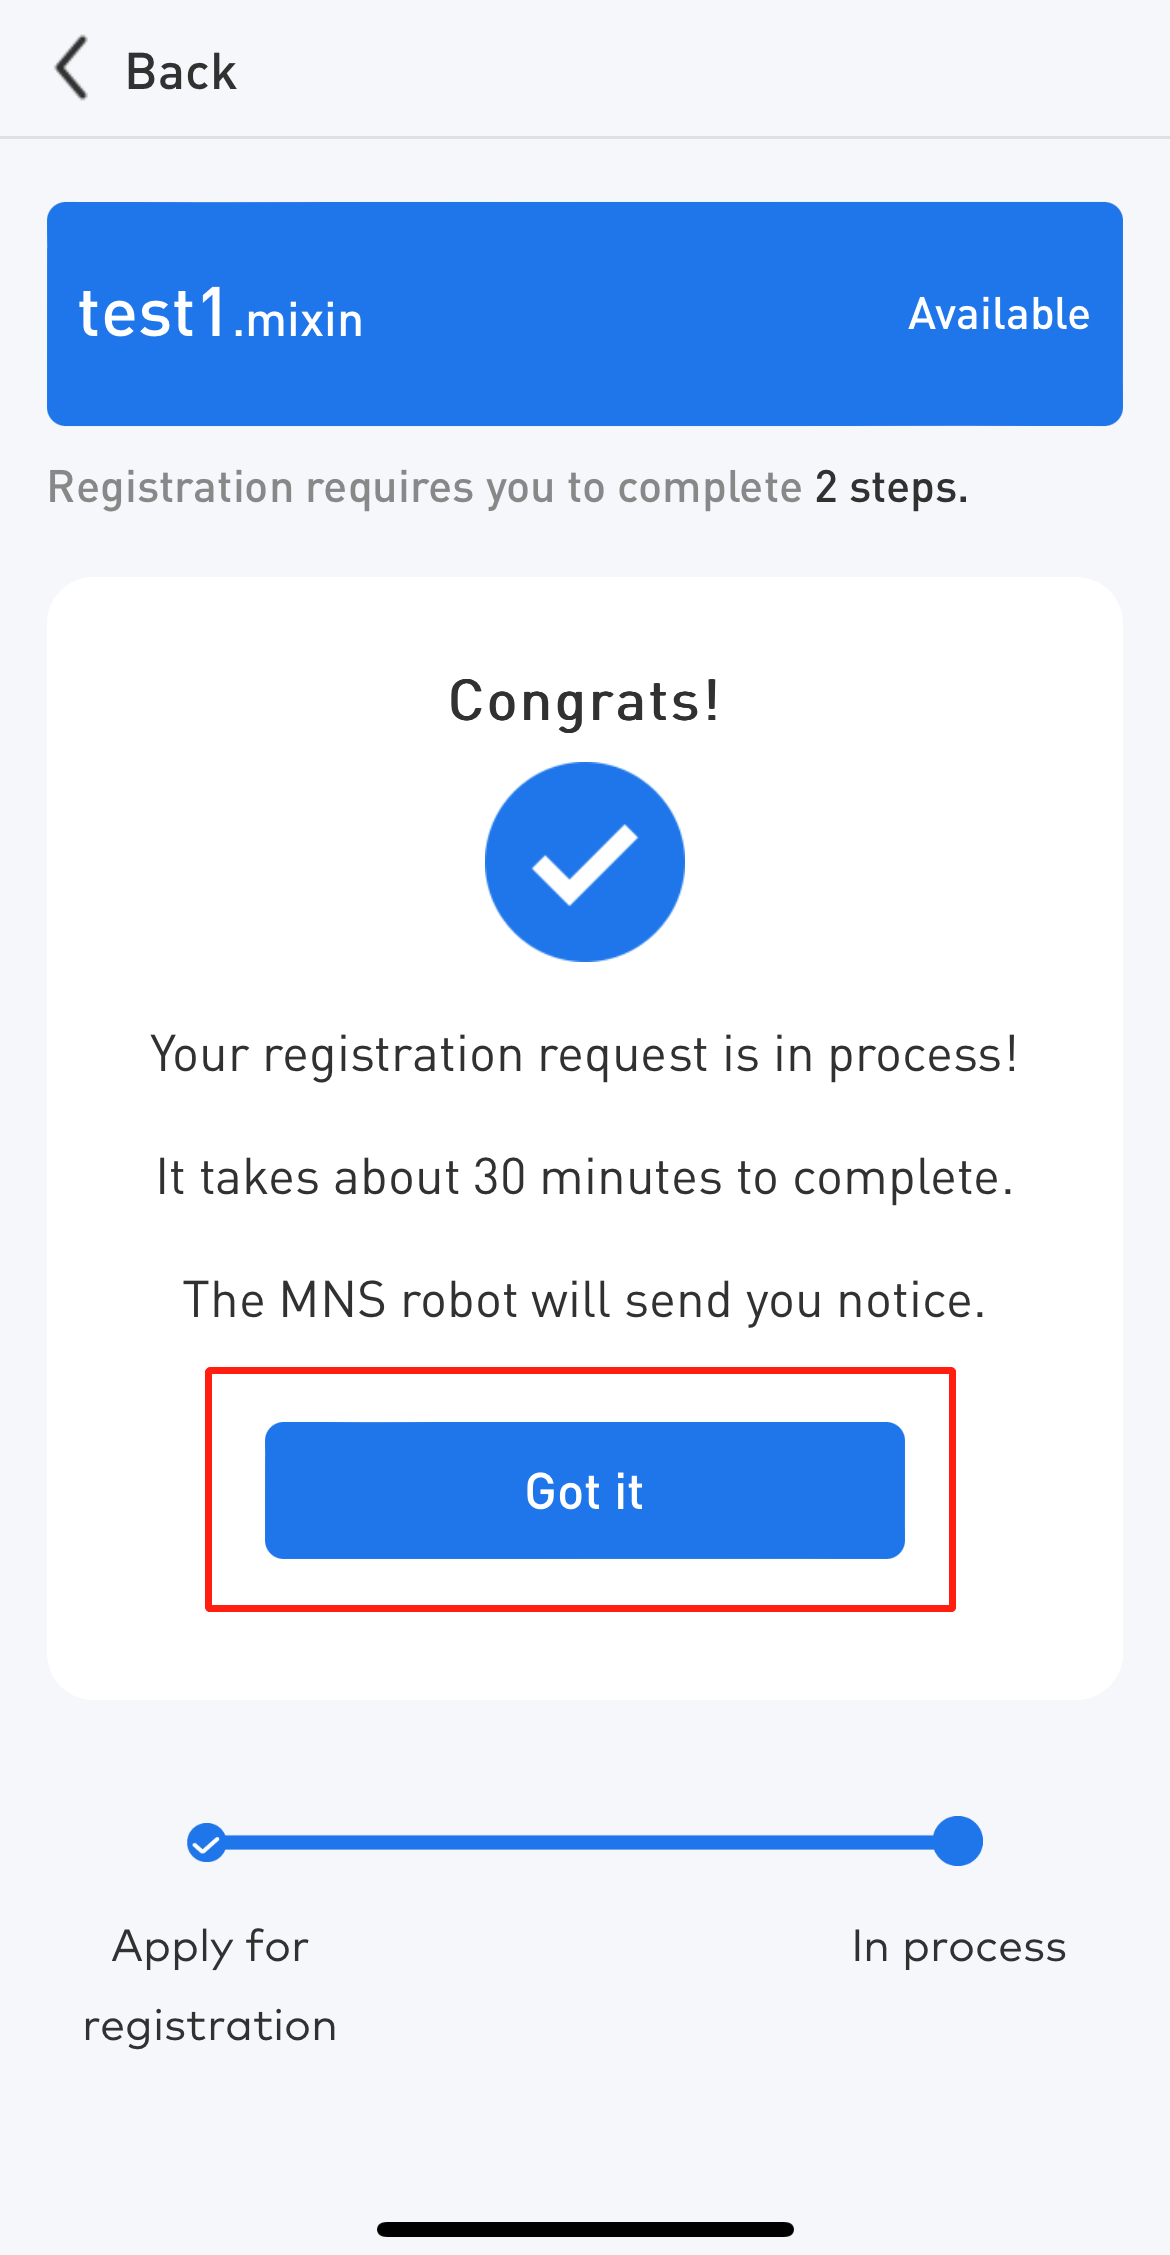 Back
test1.mixin
Available
Registration requires you to complete 2 steps.
Congrats!
Your registration request is in process!
It takes about 30 minutes to complete.
The MNS robot will send you notice.
Got it
Apply for
registration
In process